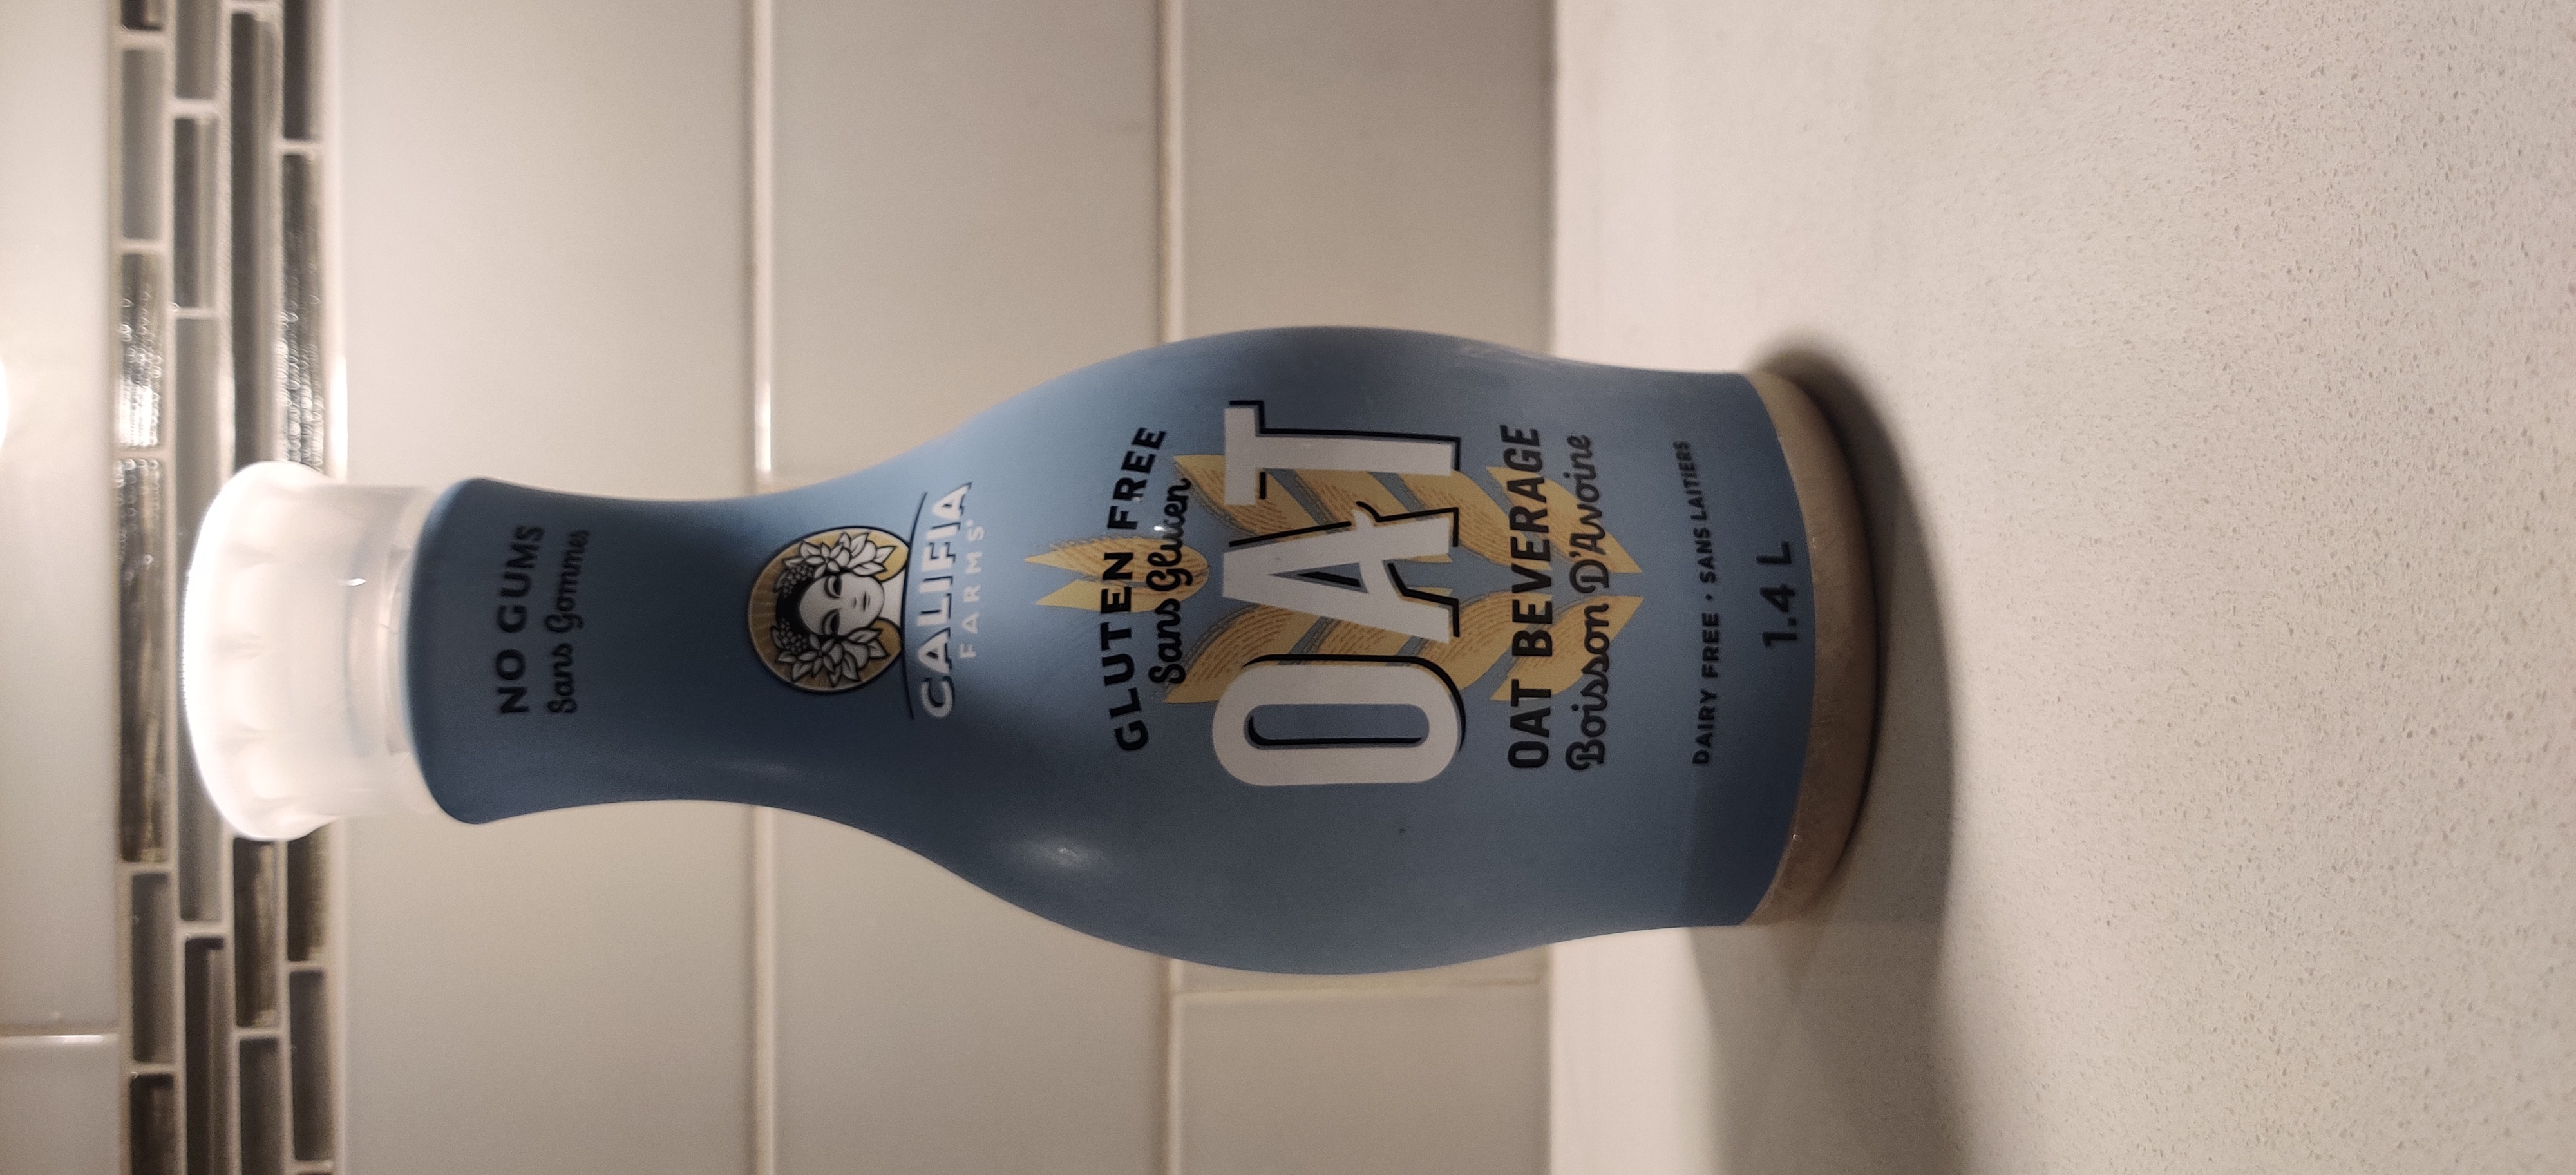 NO GUMS
Sans Gommes
CALIFIA
FARMS®
GLUTEN FREE
Sans Gluten
OAT
OAT BEVERAGE
Boisson D'Avoine
DAIRY FREE • SANS LAITIERS
1.4 L